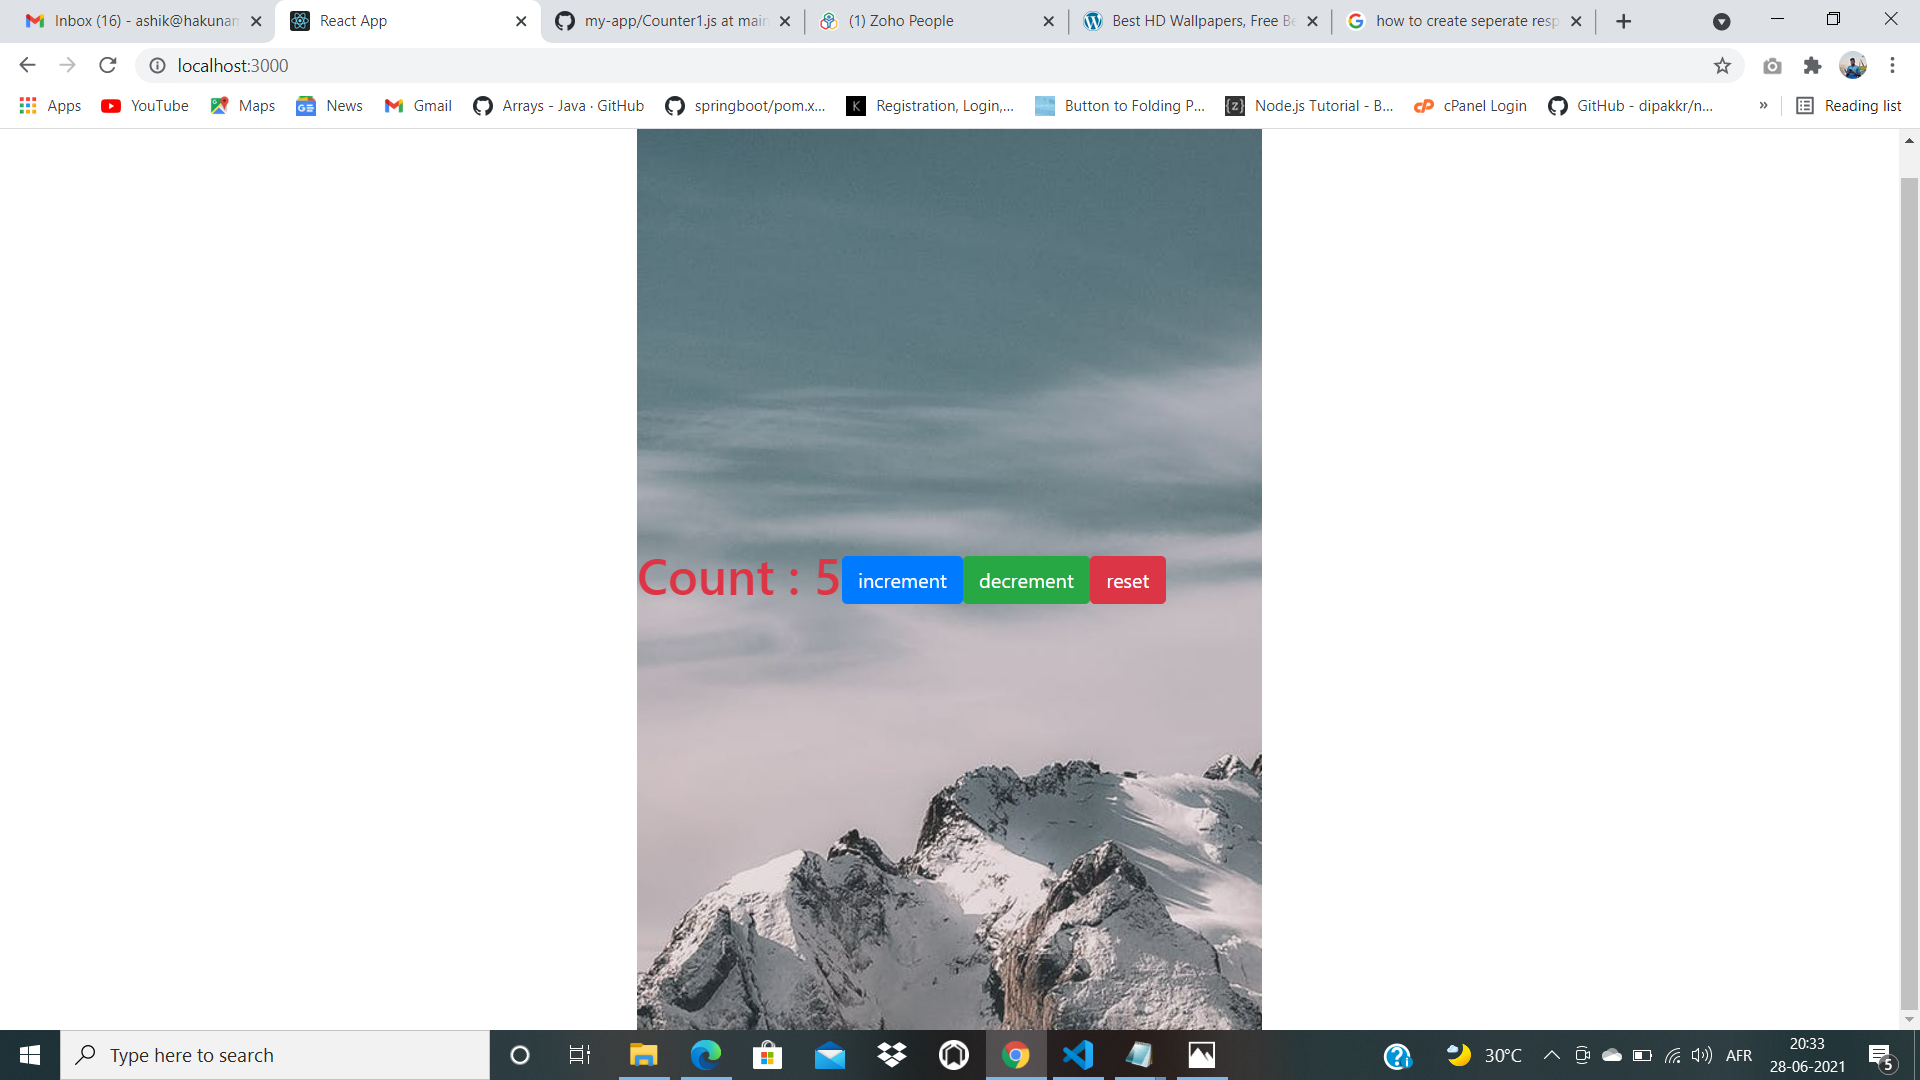 Inbox (16) - ashik@hakunam
React App
my-app/Counter1.js at main
(1) Zoho People
Best HD Wallpapers, Free Be
how to create seperate resp
localhost:3000
Apps
YouTube
Maps
News
Gmail
Arrays - Java · GitHub
springboot/pom.x...
Registration, Login,...
Button to Folding P...
Node.js Tutorial - B...
cPanel Login
GitHub - dipakkr/n...
»
Reading list
Count : 5
increment
decrement
reset
Type here to search
30°C
AFR
20:33
28-06-2021
5